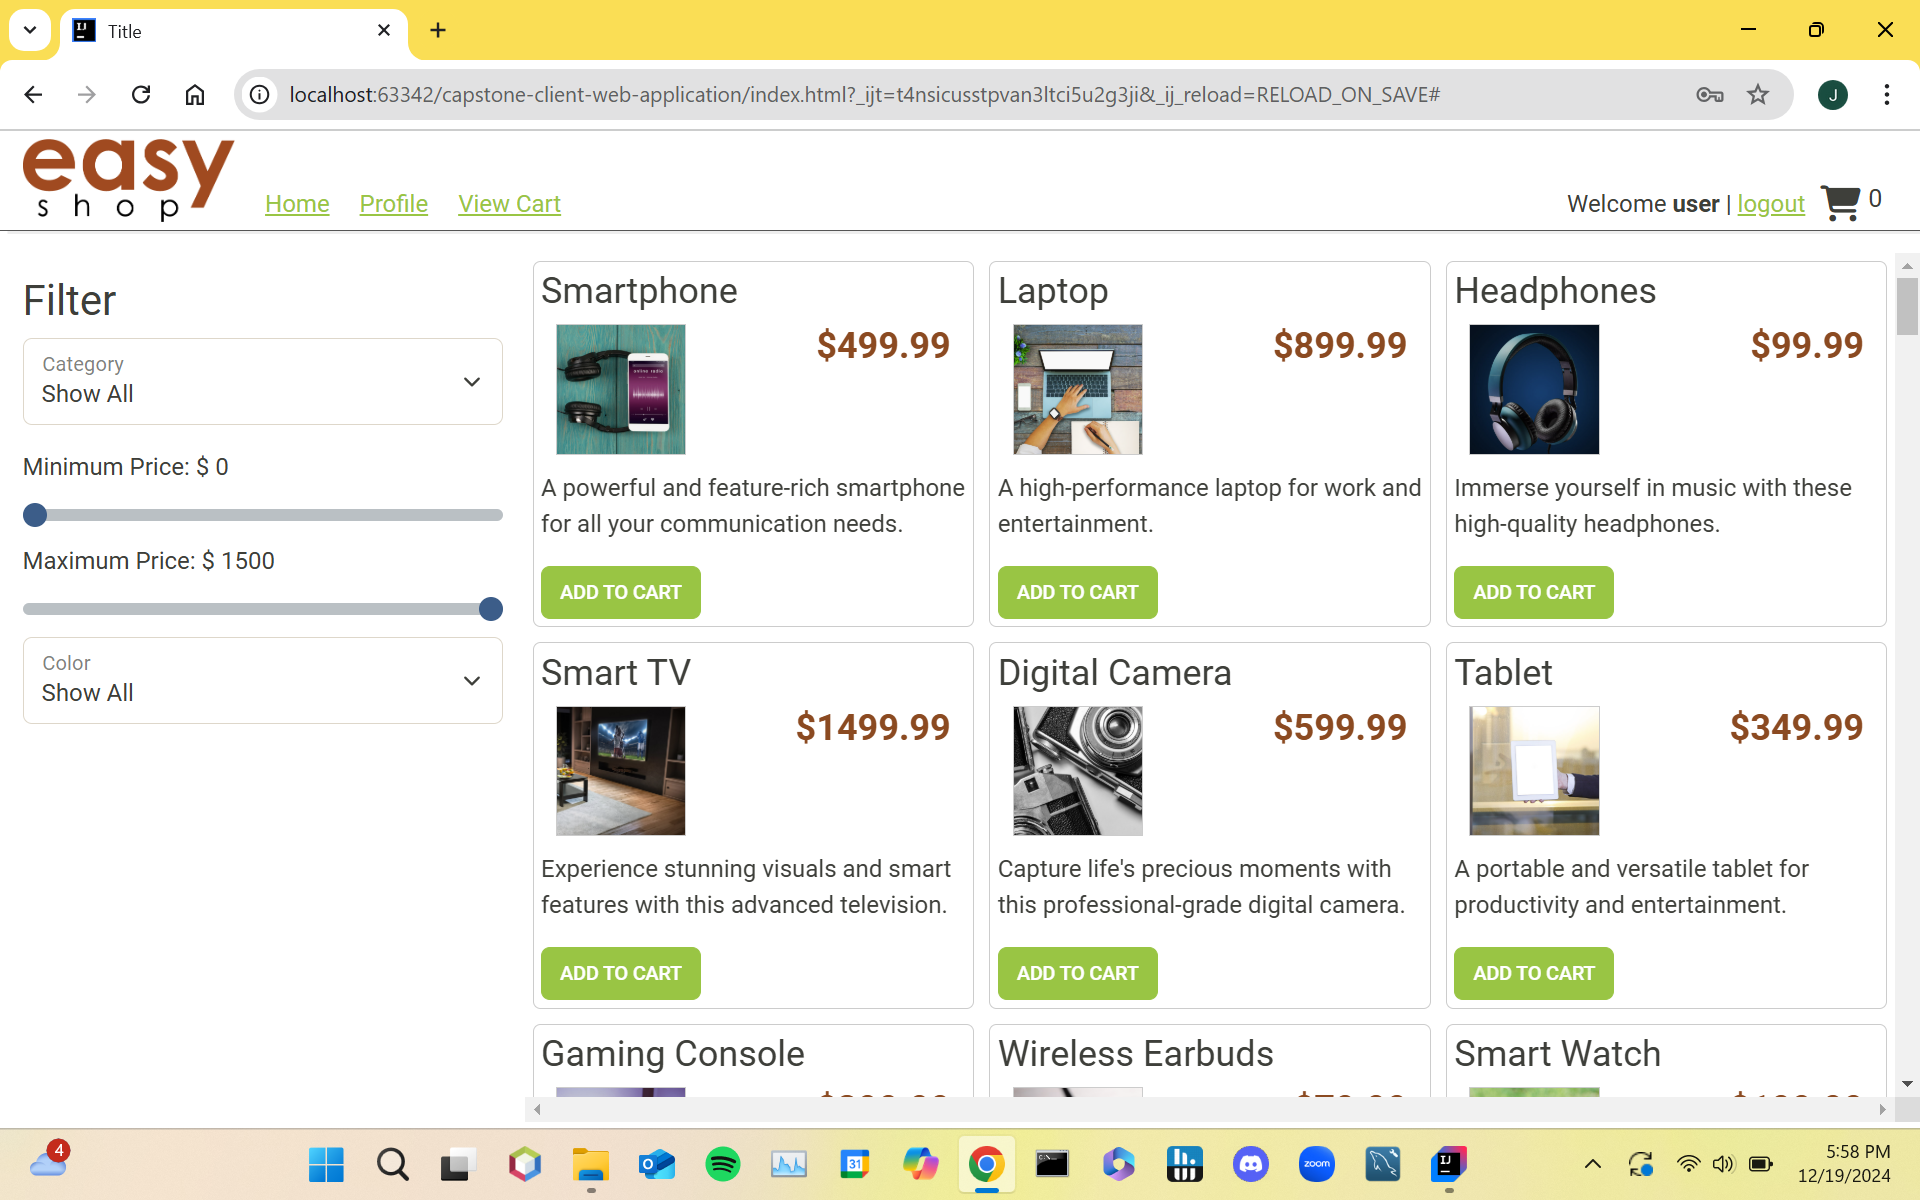 Title
localhost:63342/capstone-client-web-application/index.html?_ijt=t4nsicusstpvan3ltci5u2g3ji&_ij_reload=RELOAD_ON_SAVE#
J
easy
shop
Home Profile View Cart
Welcome user | logout 0
Filter
Category
Show All
Minimum Price: $ 0
Maximum Price: $ 1500
Color
Show All
Smartphone
$499.99
A powerful and feature-rich smartphone
for all your communication needs.
ADD TO CART
Laptop
$899.99
A high-performance laptop for work and
entertainment.
ADD TO CART
Headphones
$99.99
Immerse yourself in music with these
high-quality headphones.
ADD TO CART
Smart TV
$1499.99
Experience stunning visuals and smart
features with this advanced television.
ADD TO CART
Digital Camera
$599.99
Capture life's precious moments with
this professional-grade digital camera.
ADD TO CART
Tablet
$349.99
A portable and versatile tablet for
productivity and entertainment.
ADD TO CART
Gaming Console
Wireless Earbuds
Smart Watch
4
31
zoom
5:58 PM
12/19/2024